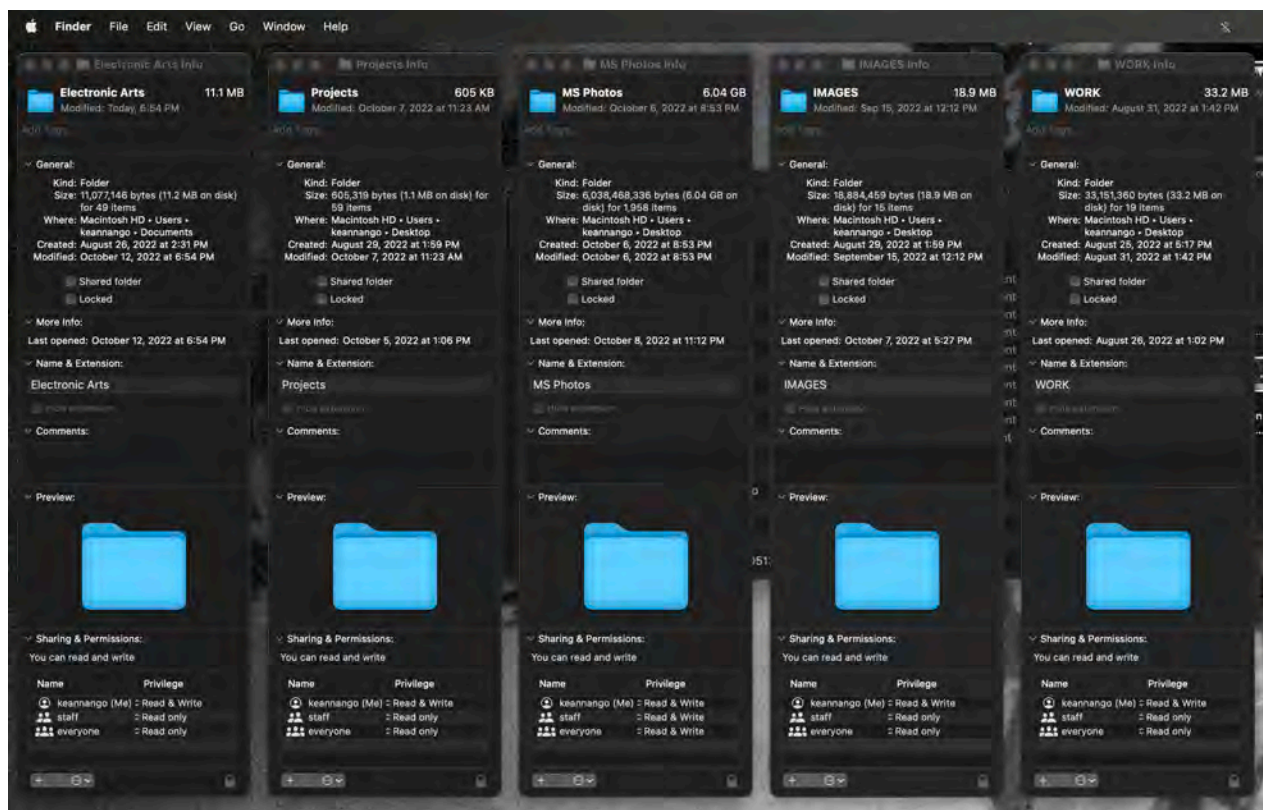 Finder File Edit View Go Window Help
Electronic Arts Info
Electronic Arts 11.1 MB
Modified: Today, 6:54 PM
Add Tags...
General:
Kind: Folder
Size: 11,077,146 bytes (11.2 MB on disk)
for 49 items
Where: Macintosh HD • Users •
keannango • Documents
Created: August 26, 2022 at 2:31 PM
Modified: October 12, 2022 at 6:54 PM
Shared folder
Locked
More Info:
Last opened: October 12, 2022 at 6:54 PM
Name & Extension:
Electronic Arts
Hide extension
Comments:
Preview:
Sharing & Permissions:
You can read and write
Name Privilege
keannango (Me) Read & Write
staff Read only
everyone Read only
Projects Info
Projects 605 KB
Modified: October 7, 2022 at 11:23 AM
General:
Kind: Folder
Size: 605,319 bytes (1.1 MB on disk) for
59 items
Where: Macintosh HD • Users •
keannango • Desktop
Created: August 29, 2022 at 1:59 PM
Modified: October 7, 2022 at 11:23 AM
Shared folder
Locked
More Info:
Last opened: October 5, 2022 at 1:06 PM
Name & Extension:
Projects
Hide extension
Comments:
Preview:
Sharing & Permissions:
You can read and write
Name Privilege
keannango (Me) Read & Write
staff Read only
everyone Read only
MS Photos Info
MS Photos 6.04 GB
Modified: October 6, 2022 at 8:53 PM
Add Tags...
General:
Kind: Folder
Size: 6,038,468,336 bytes (6.04 GB on
disk) for 1,958 items
Where: Macintosh HD • Users •
keannango • Desktop
Created: October 6, 2022 at 8:53 PM
Modified: October 6, 2022 at 8:53 PM
Shared folder
Locked
More Info:
Last opened: October 8, 2022 at 11:12 PM
Name & Extension:
MS Photos
Hide extension
Comments:
Preview:
Sharing & Permissions:
You can read and write
Name Privilege
keannango (Me) Read & Write
staff Read & Write
everyone Read & Write
IMAGES Info
IMAGES 18.9 MB
Modified: Sep 15, 2022 at 12:12 PM
Add Tags...
General:
Kind: Folder
Size: 18,884,459 bytes (18.9 MB on
disk) for 15 items
Where: Macintosh HD • Users •
keannango • Desktop
Created: August 29, 2022 at 1:59 PM
Modified: September 15, 2022 at 12:12 PM
Shared folder
Locked
More Info:
Last opened: October 7, 2022 at 5:27 PM
Name & Extension:
IMAGES
Hide extension
Comments:
Preview:
Sharing & Permissions:
You can read and write
Name Privilege
keannango (Me) Read & Write
staff Read only
everyone Read only
WORK Info
WORK 33.2 MB
Modified: August 31, 2022 at 1:42 PM
Add Tags...
General:
Kind: Folder
Size: 33,151,360 bytes (33.2 MB on
disk) for 19 items
Where: Macintosh HD • Users •
keannango • Desktop
Created: August 25, 2022 at 5:17 PM
Modified: August 31, 2022 at 1:42 PM
Shared folder
Locked
More Info:
Last opened: August 26, 2022 at 1:02 PM
Name & Extension:
WORK
Hide extension
Comments:
Preview:
Sharing & Permissions:
You can read and write
Name Privilege
keannango (Me) Read & Write
staff Read only
everyone Read only